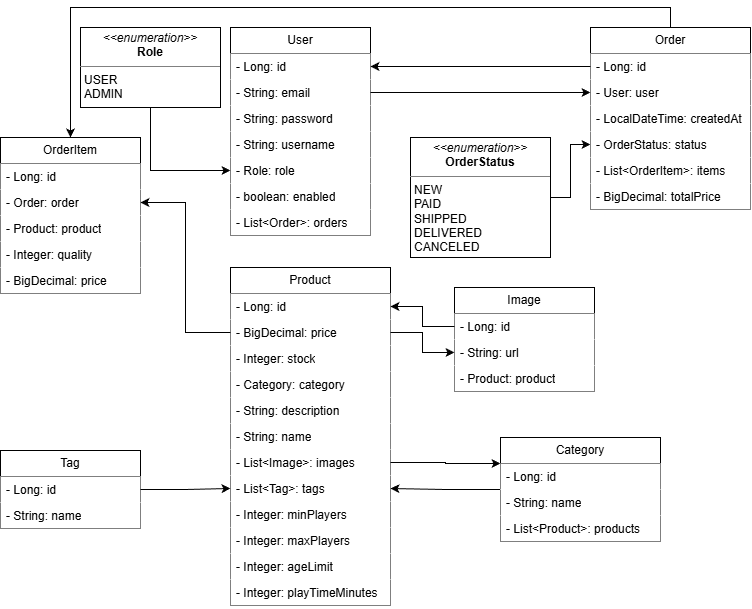 <<enumeration>>
Role
USER
ADMIN
User
- Long: id
- String: email
- String: password
- String: username
- Role: role
- boolean: enabled
- List<Order>: orders
Order
- Long: id
- User: user
- LocalDateTime: createdAt
- OrderStatus: status
- List<OrderItem>: items
- BigDecimal: totalPrice
OrderItem
- Long: id
- Order: order
- Product: product
- Integer: quality
- BigDecimal: price
<<enumeration>>
OrderStatus
NEW
PAID
SHIPPED
DELIVERED
CANCELED
Product
- Long: id
- BigDecimal: price
- Integer: stock
- Category: category
- String: description
- String: name
- List<Image>: images
- List<Tag>: tags
- Integer: minPlayers
- Integer: maxPlayers
- Integer: ageLimit
- Integer: playTimeMinutes
Image
- Long: id
- String: url
- Product: product
Tag
- Long: id
- String: name
Category
- Long: id
- String: name
- List<Product>: products